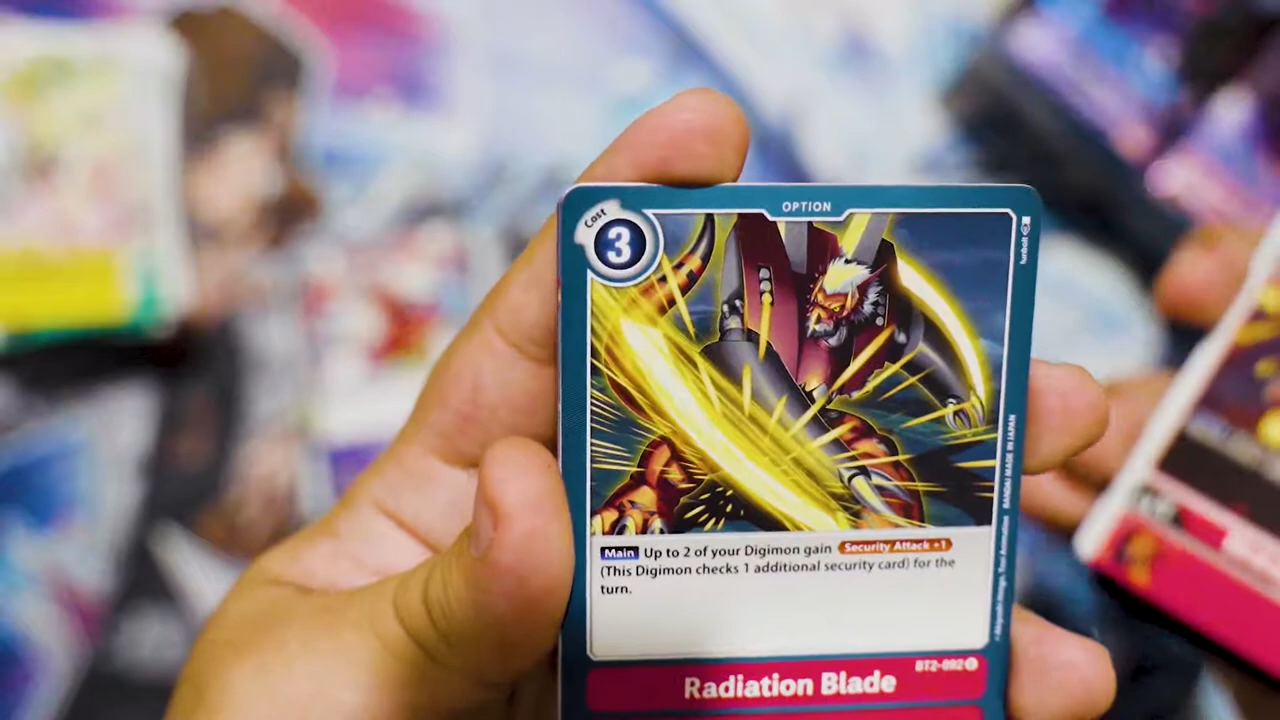 OPTION
Cost
3
Main Up to 2 of your Digimon gain Security Attack +1
(This Digimon checks 1 additional security card) for the
turn.
BT2-092 C
Radiation Blade
BANDAI MADE IN JAPAN